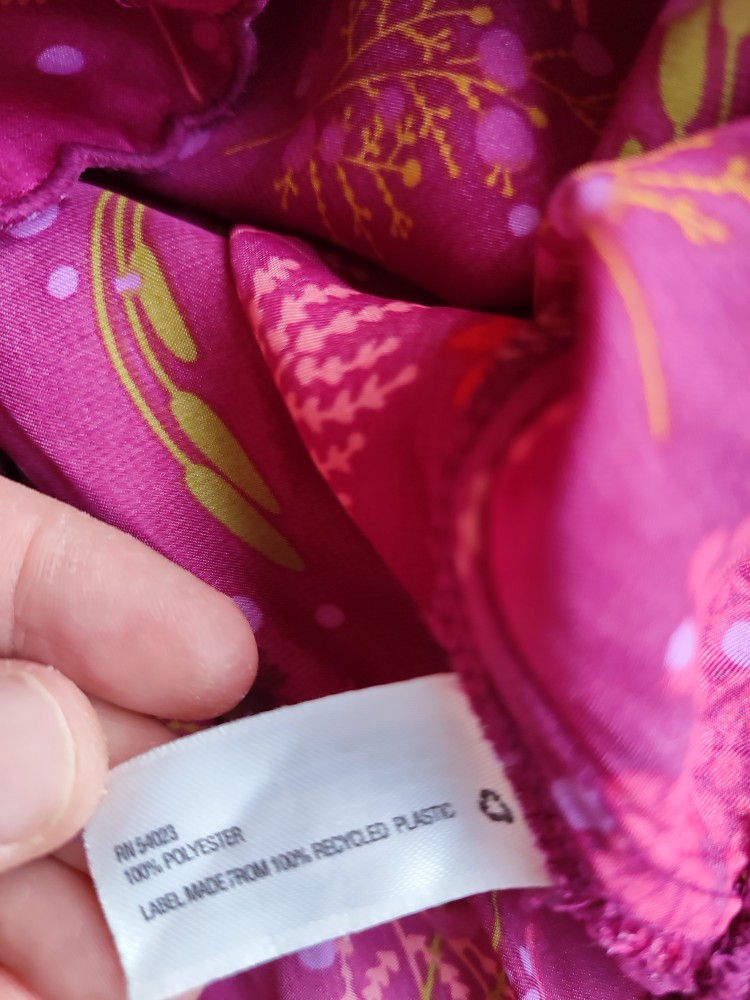 RN 54023
100% POLYESTER
LABEL MADE FROM 100% RECYCLED PLASTIC